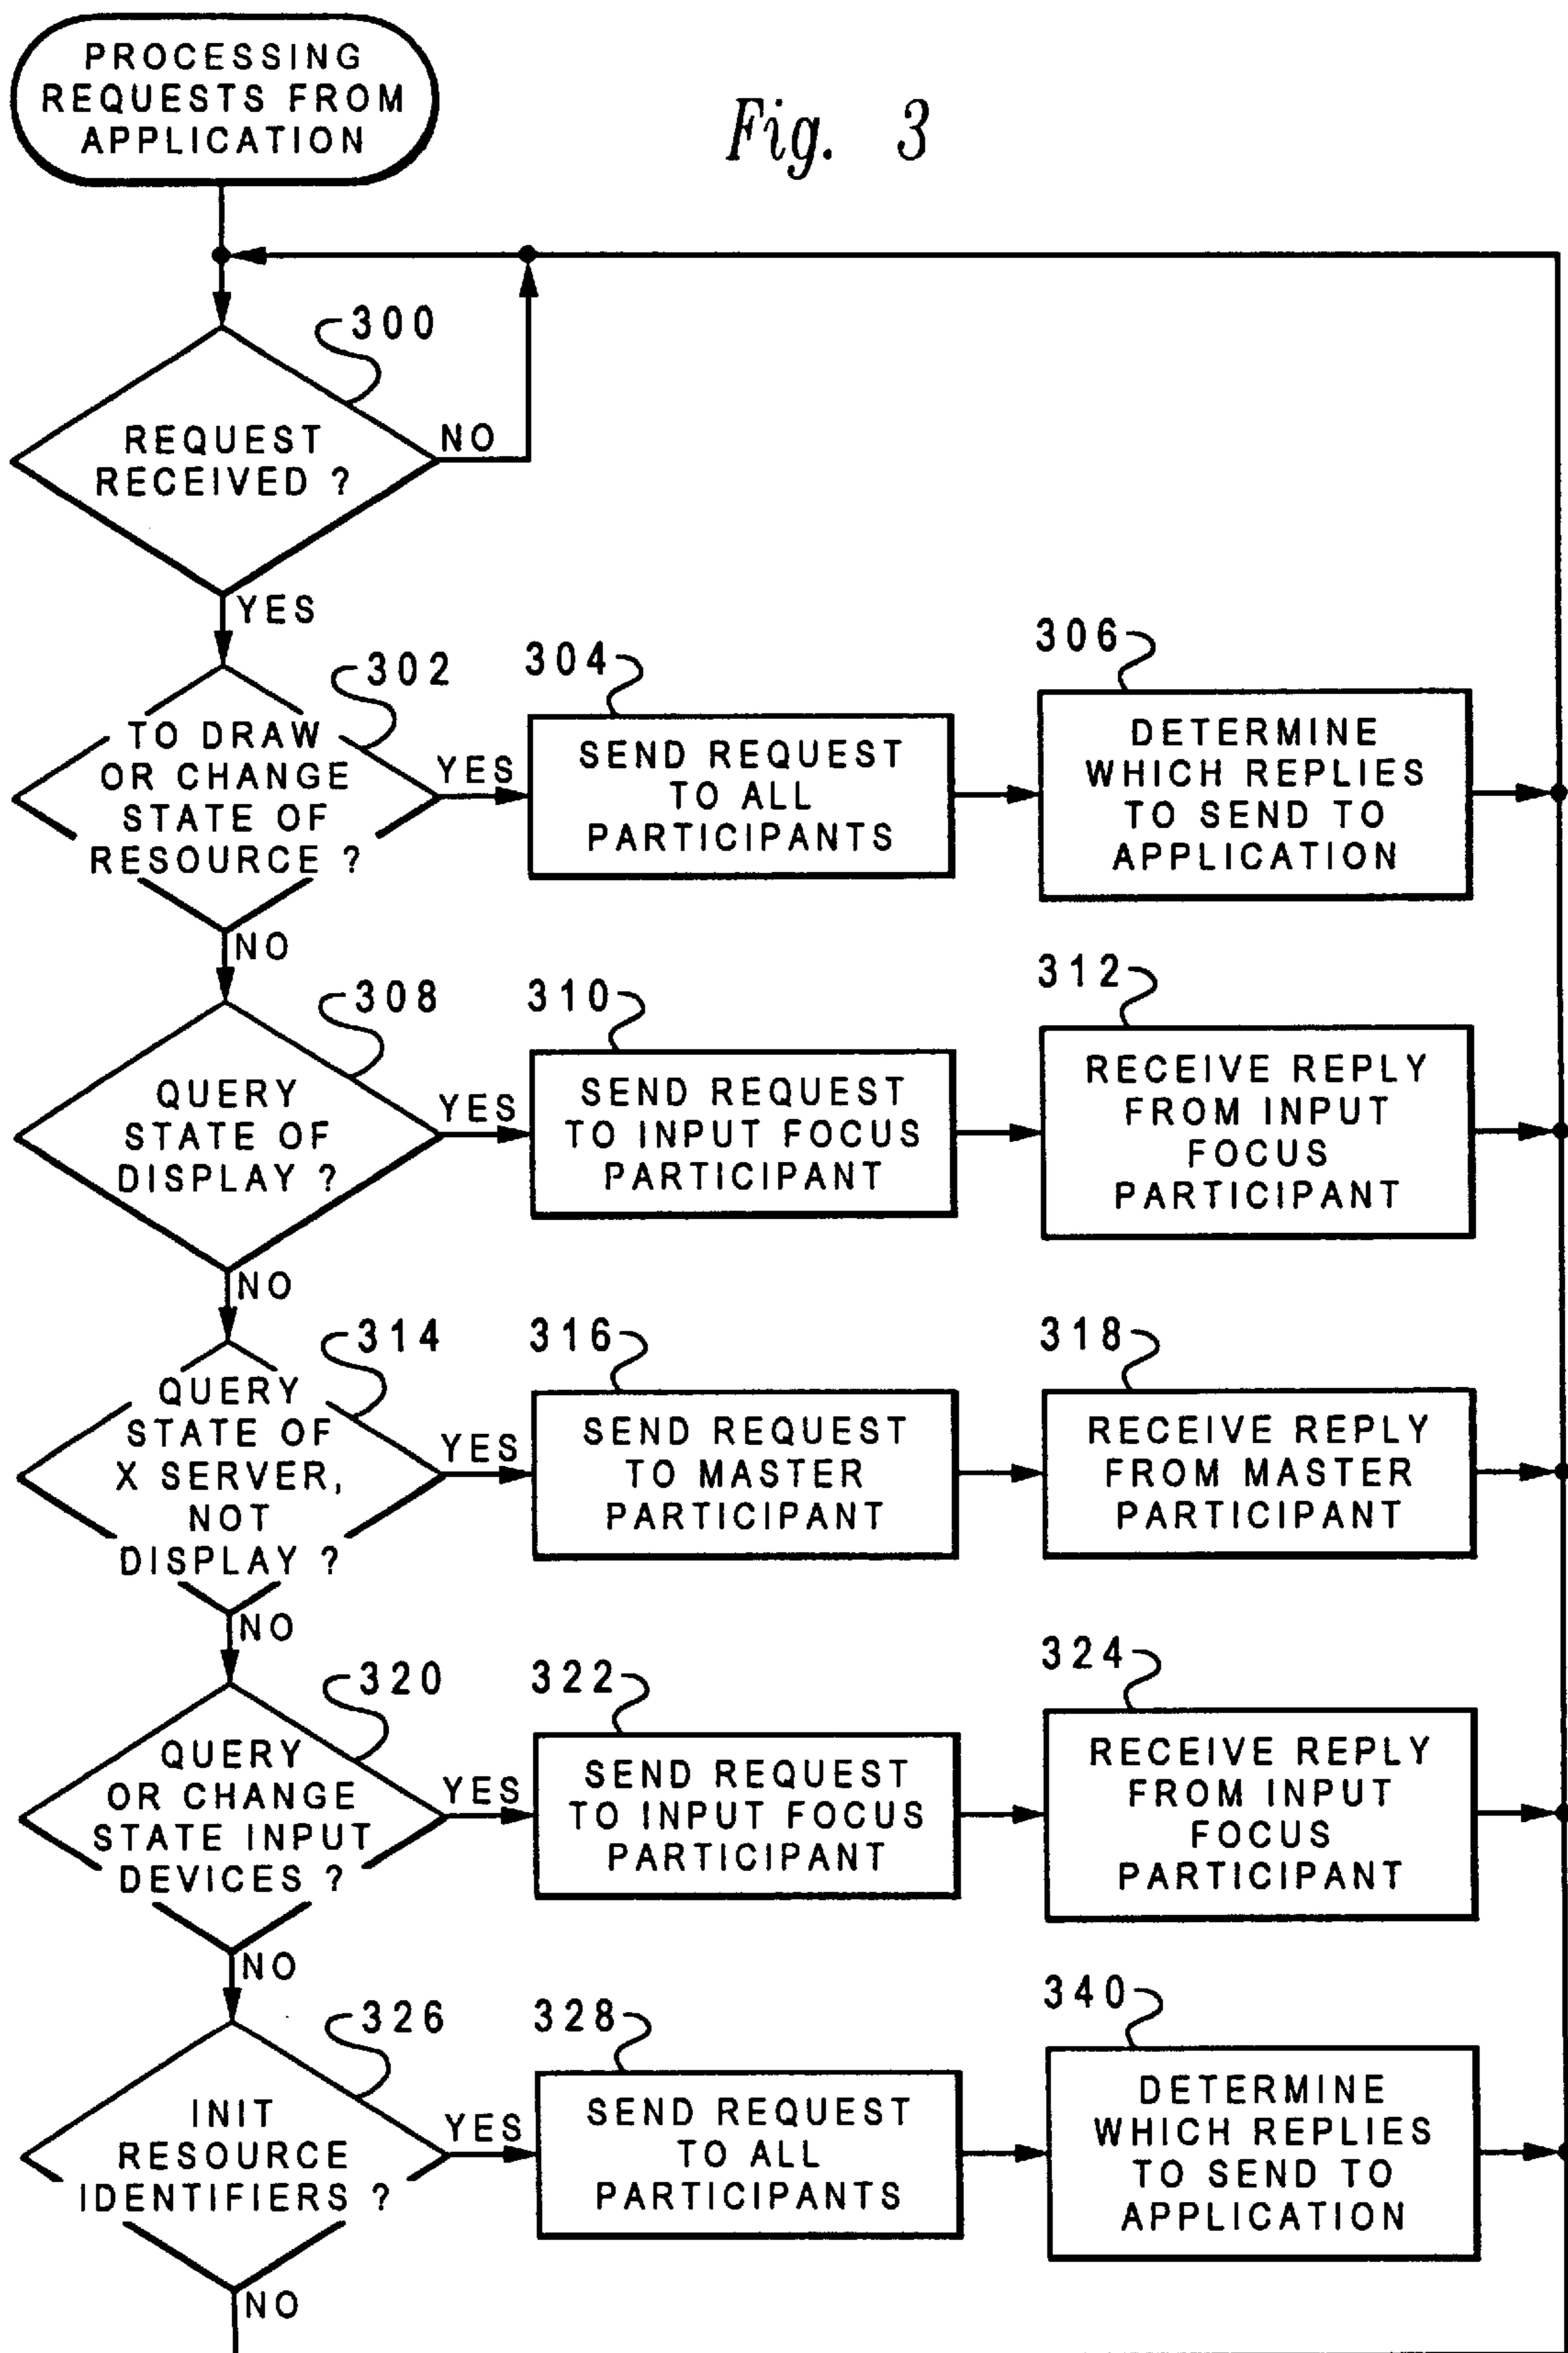 PROCESSING
REQUESTS FROM
APPLICATION
Fig. 3
300
REQUEST
RECEIVED ?
NO
YES
302
TO DRAW
OR CHANGE
STATE OF
RESOURCE ?
YES
304
SEND REQUEST
TO ALL
PARTICIPANTS
306
DETERMINE
WHICH REPLIES
TO SEND TO
APPLICATION
NO
308
QUERY
STATE OF
DISPLAY ?
YES
310
SEND REQUEST
TO INPUT FOCUS
PARTICIPANT
312
RECEIVE REPLY
FROM INPUT
FOCUS
PARTICIPANT
NO
314
QUERY
STATE OF
X SERVER,
NOT
DISPLAY ?
YES
316
SEND REQUEST
TO MASTER
PARTICIPANT
318
RECEIVE REPLY
FROM MASTER
PARTICIPANT
NO
320
QUERY
OR CHANGE
STATE INPUT
DEVICES ?
YES
322
SEND REQUEST
TO INPUT FOCUS
PARTICIPANT
324
RECEIVE REPLY
FROM INPUT
FOCUS
PARTICIPANT
NO
326
INIT
RESOURCE
IDENTIFIERS ?
YES
328
SEND REQUEST
TO ALL
PARTICIPANTS
340
DETERMINE
WHICH REPLIES
TO SEND TO
APPLICATION
NO